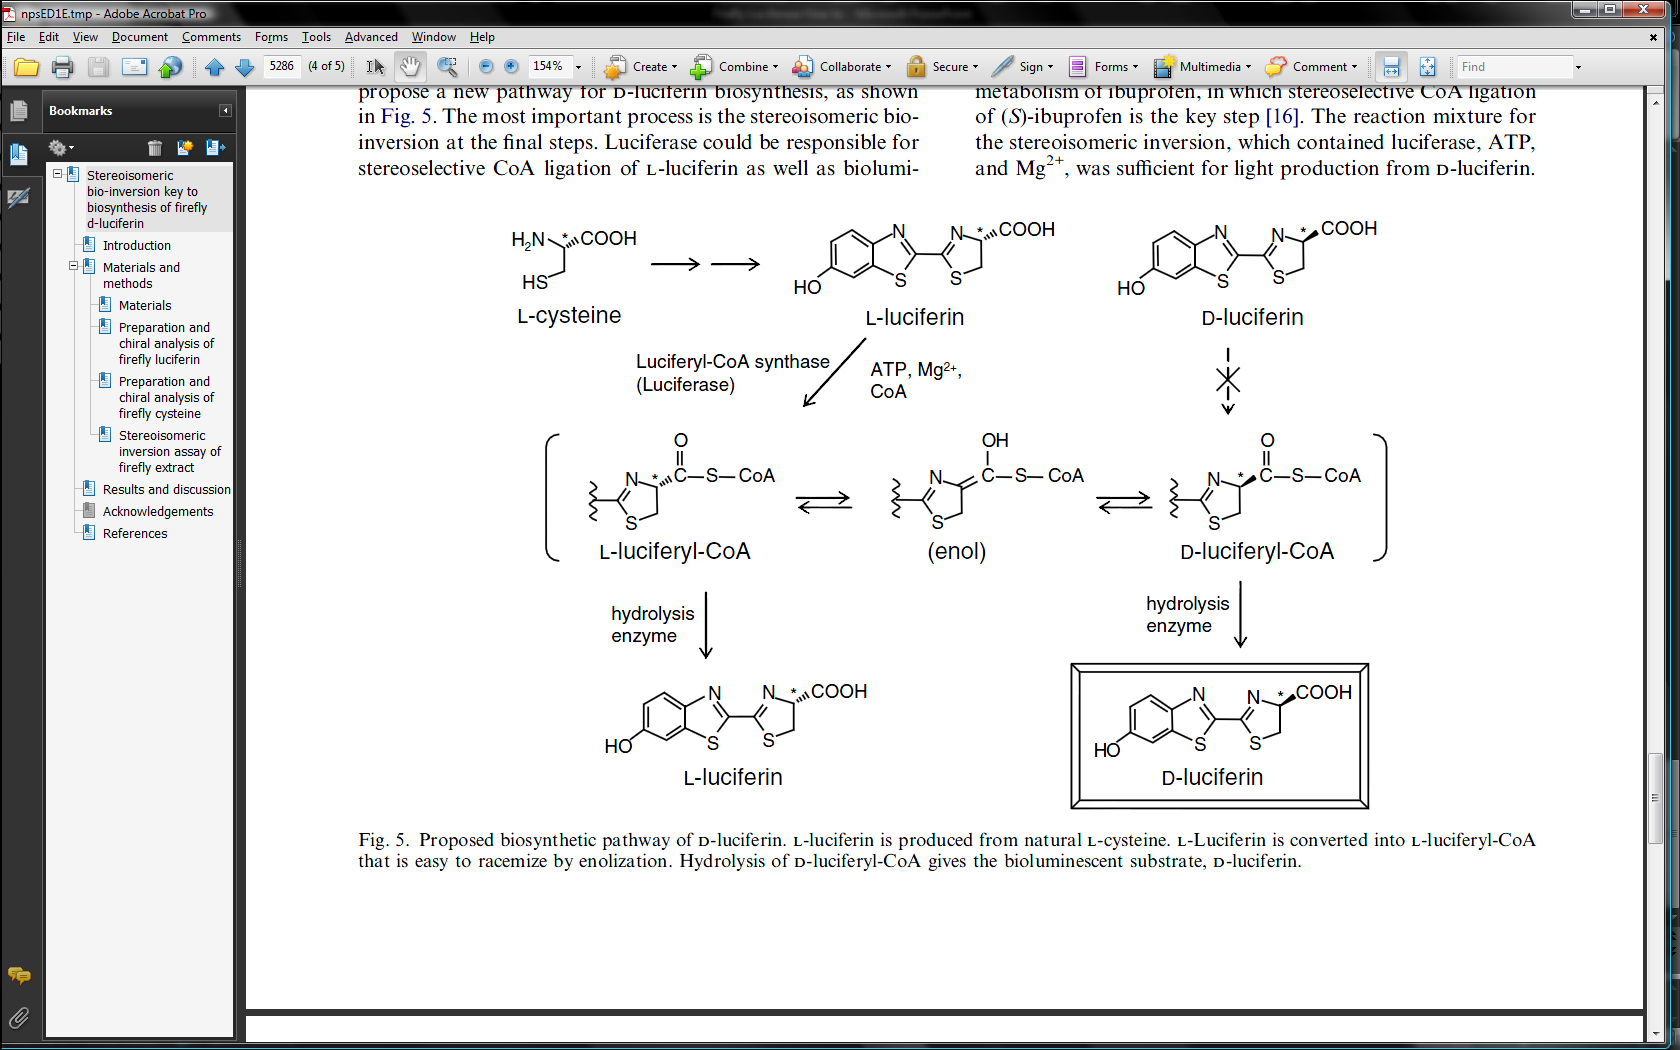 npsED1E.tmp - Adobe Acrobat Pro
File Edit View Document Comments Forms Tools Advanced Window Help
5286 (4 of 5) 154% Create Combine Collaborate Secure Sign Forms Multimedia Comment Find
Bookmarks
Stereoisomeric
bio-inversion key to
biosynthesis of firefly
d-luciferin
Introduction
Materials and
methods
Materials
Preparation and
chiral analysis of
firefly luciferin
Preparation and
chiral analysis of
firefly cysteine
Stereoisomeric
inversion assay of
firefly extract
Results and discussion
Acknowledgements
References
propose a new pathway for D-luciferin biosynthesis, as shown
in Fig. 5. The most important process is the stereoisomeric bio-
inversion at the final steps. Luciferase could be responsible for
stereoselective CoA ligation of L-luciferin as well as biolumi-
metabolism of ibuprofen, in which stereoselective CoA ligation
of (S)-ibuprofen is the key step [16]. The reaction mixture for
the stereoisomeric inversion, which contained luciferase, ATP,
and Mg2+, was sufficient for light production from D-luciferin.
H2N * COOH
HS
L-cysteine
N N * COOH
HO S S
L-luciferin
N N * COOH
HO S S
D-luciferin
Luciferyl-CoA synthase
(Luciferase)
ATP, Mg2+,
CoA
O
N * C S CoA
S
L-luciferyl-CoA
OH
N C S CoA
S
(enol)
O
N * C S CoA
S
D-luciferyl-CoA
hydrolysis
enzyme
hydrolysis
enzyme
N N * COOH
HO S S
L-luciferin
N N * COOH
HO S S
D-luciferin
Fig. 5. Proposed biosynthetic pathway of D-luciferin. L-luciferin is produced from natural L-cysteine. L-Luciferin is converted into L-luciferyl-CoA
that is easy to racemize by enolization. Hydrolysis of D-luciferyl-CoA gives the bioluminescent substrate, D-luciferin.